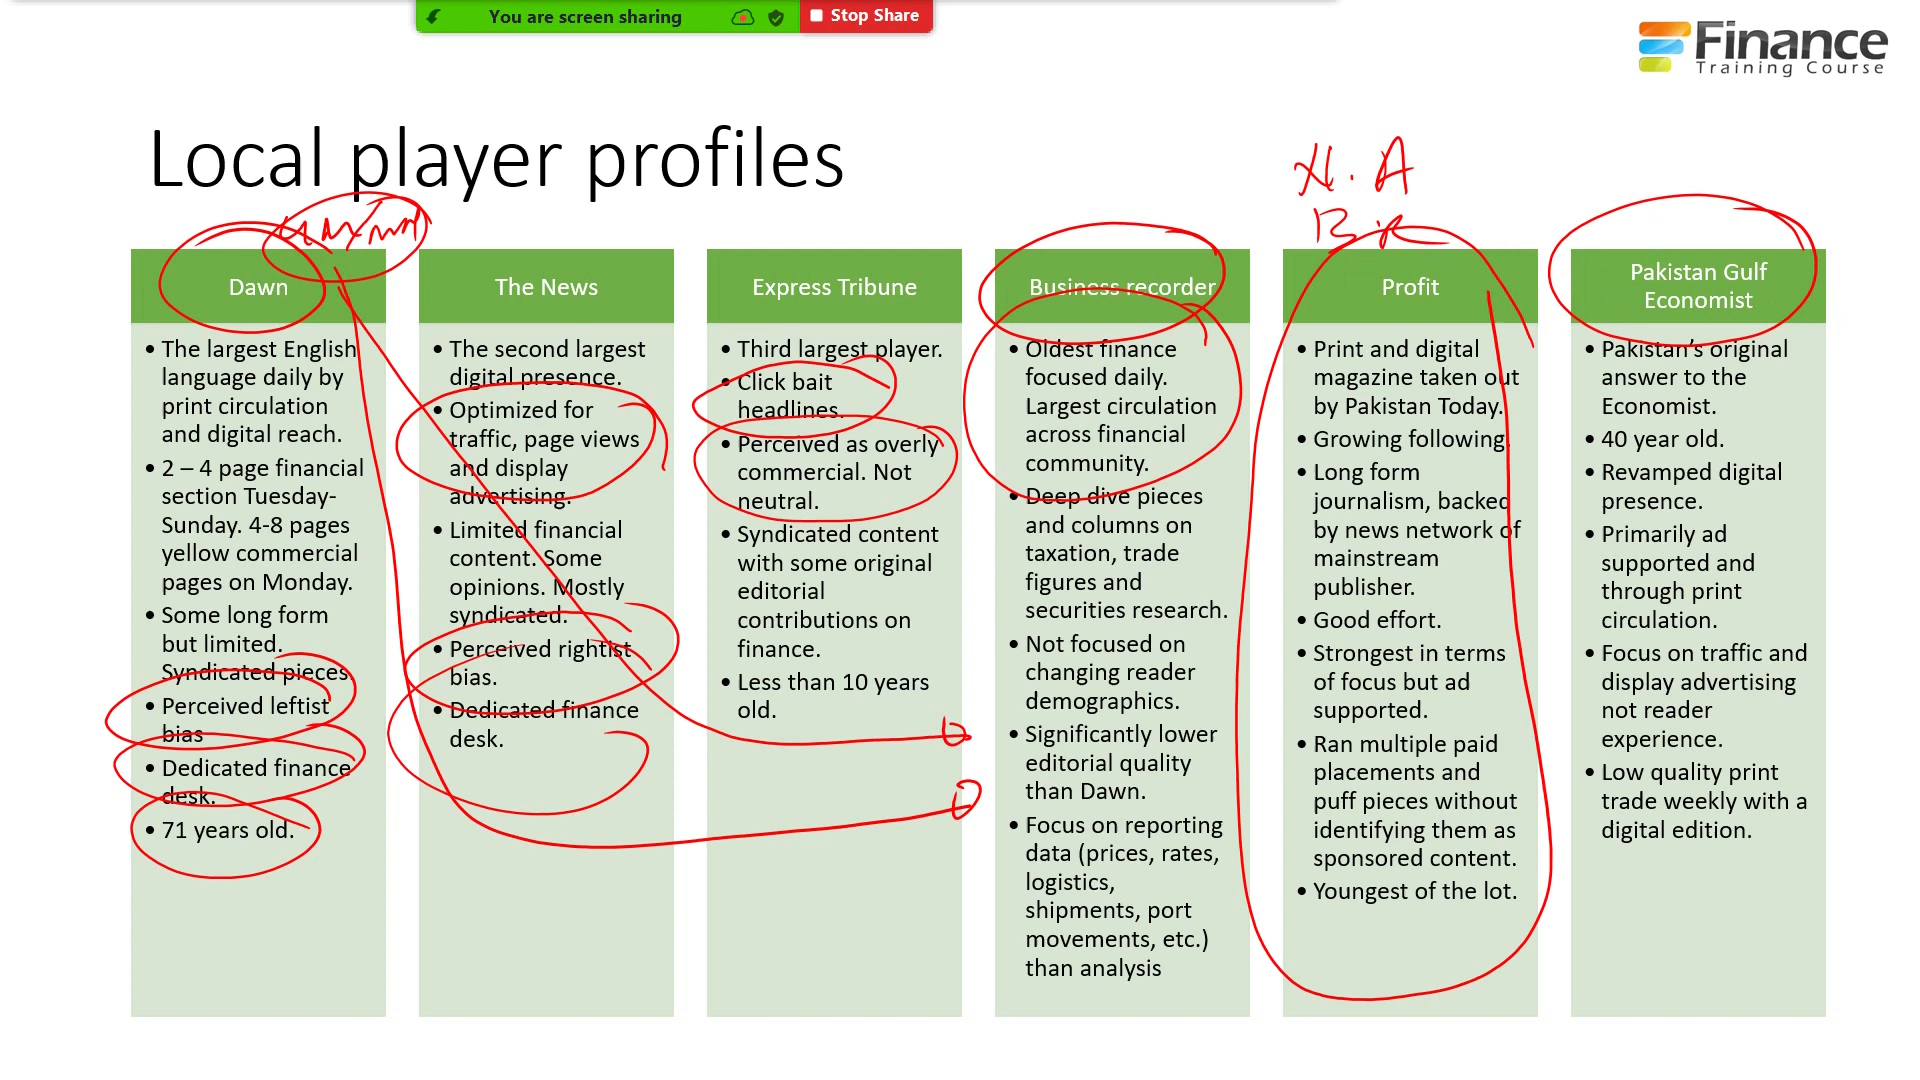 You are screen sharing
Stop Share
Finance
Training Course
Local player profiles
N. A
Dawn
• The largest English
language daily by
print circulation
and digital reach.
• 2 – 4 page financial
section Tuesday-
Sunday. 4-8 pages
yellow commercial
pages on Monday.
• Some long form
but limited.
Syndicated pieces.
• Perceived leftist
bias
• Dedicated finance
desk.
• 71 years old.
The News
• The second largest
digital presence.
• Optimized for
traffic, page views
and display
advertising.
• Limited financial
content. Some
opinions. Mostly
syndicated.
• Perceived rightist
bias.
• Dedicated finance
desk.
Express Tribune
• Third largest player.
• Click bait
headlines.
• Perceived as overly
commercial. Not
neutral.
• Syndicated content
with some original
editorial
contributions on
finance.
• Less than 10 years
old.
Business recorder
• Oldest finance
focused daily.
Largest circulation
across financial
community.
• Deep dive pieces
and columns on
taxation, trade
figures and
securities research.
• Not focused on
changing reader
demographics.
• Significantly lower
editorial quality
than Dawn.
• Focus on reporting
data (prices, rates,
logistics,
shipments, port
movements, etc.)
than analysis
Profit
• Print and digital
magazine taken out
by Pakistan Today.
• Growing following.
• Long form
journalism, backed
by news network of
mainstream
publisher.
• Good effort.
• Strongest in terms
of focus but ad
supported.
• Ran multiple paid
placements and
puff pieces without
identifying them as
sponsored content.
• Youngest of the lot.
Pakistan Gulf
Economist
• Pakistan’s original
answer to the
Economist.
• 40 year old.
• Revamped digital
presence.
• Primarily ad
supported and
through print
circulation.
• Focus on traffic and
display advertising
not reader
experience.
• Low quality print
trade weekly with a
digital edition.